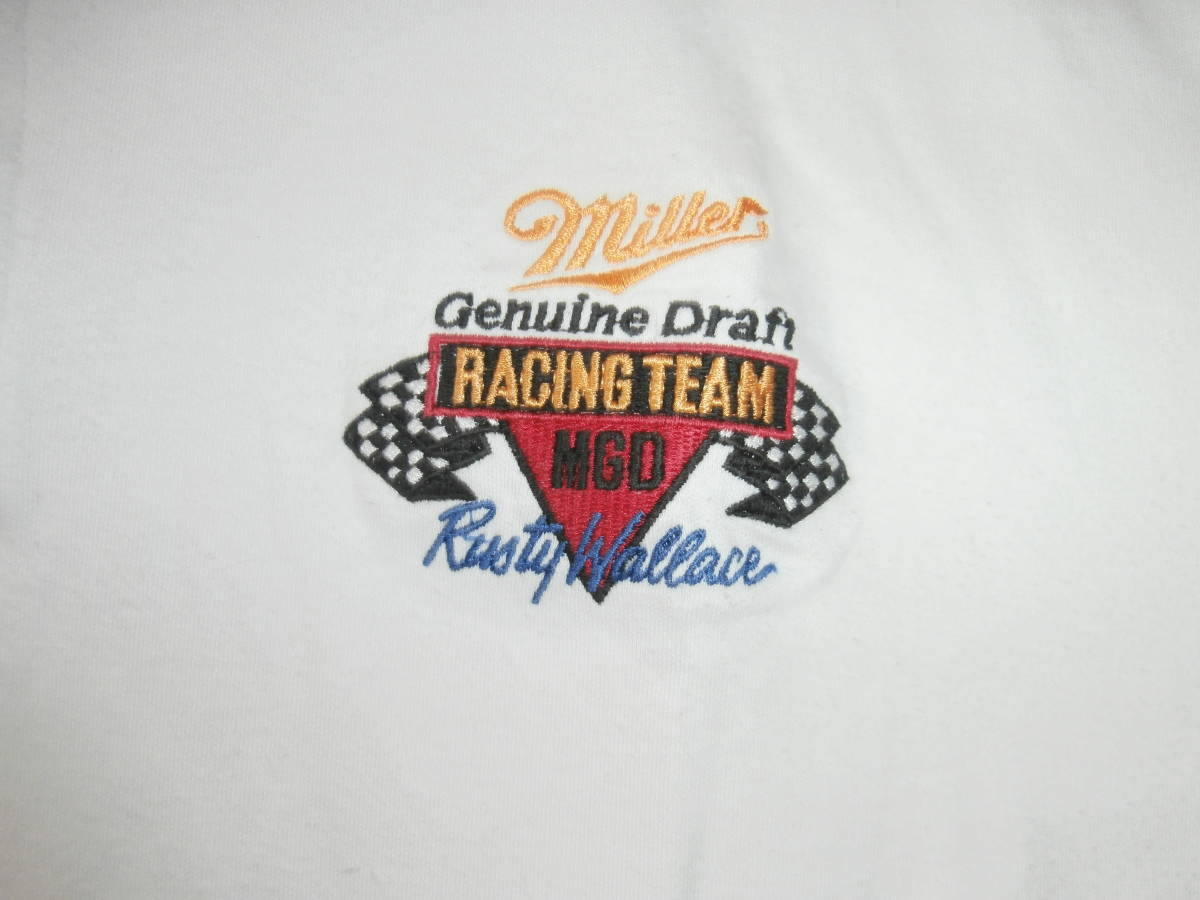 Miller
Genuine Draft
RACING TEAM
MGD
Rusty Wallace